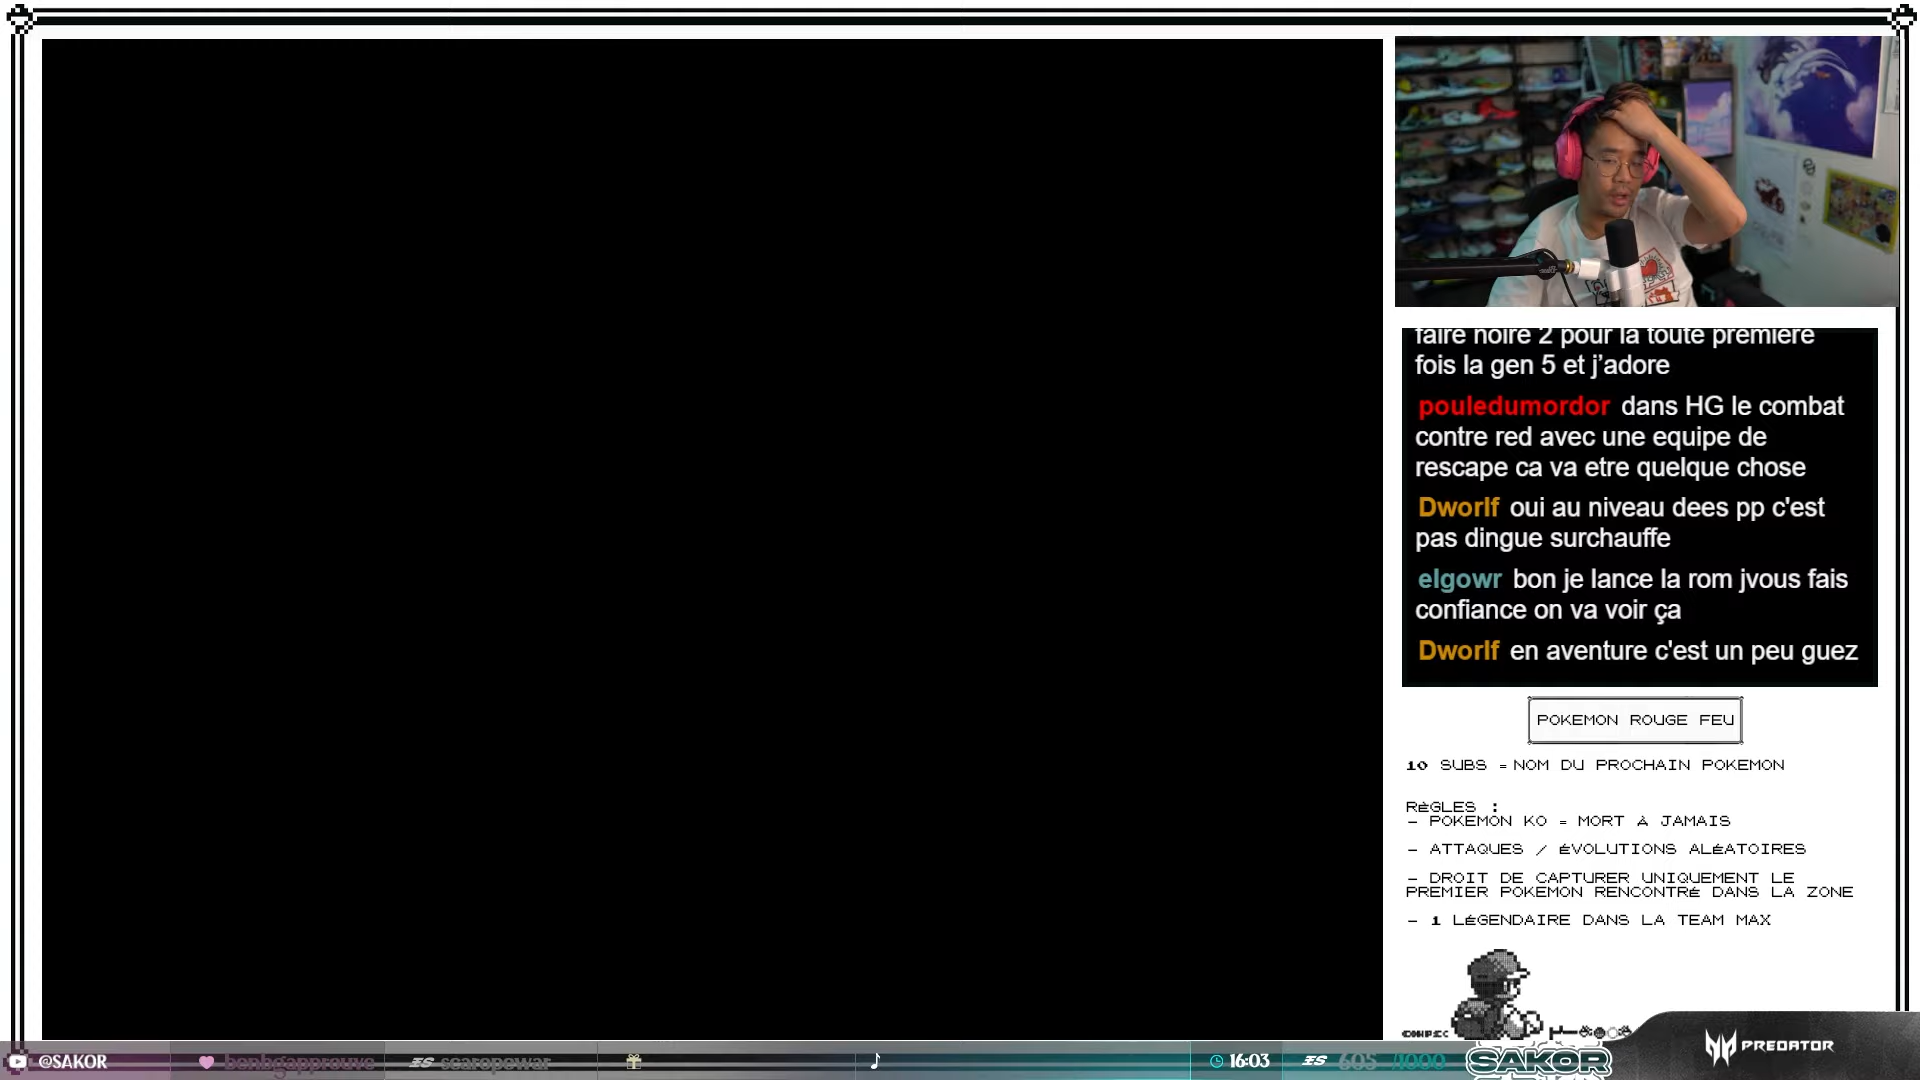 faire noire 2 pour la toute première
fois la gen 5 et j’adore
pouledumordor dans HG le combat
contre red avec une equipe de
rescape ca va etre quelque chose
Dworlf oui au niveau dees pp c'est
pas dingue surchauffe
elgowr bon je lance la rom jvous fais
confiance on va voir ça
Dworlf en aventure c'est un peu guez
POKEMON ROUGE FEU
10 SUBS = NOM DU PROCHAIN POKEMON
RÈGLES :
- POKEMON KO = MORT À JAMAIS
- ATTAQUES / ÉVOLUTIONS ALÉATOIRES
- DROIT DE CAPTURER UNIQUEMENT LE
PREMIER POKEMON RENCONTRÉ DANS LA ZONE
- 1 LÉGENDAIRE DANS LA TEAM MAX
@SAKOR
16:03
605 /1000
SAKOR
PREDATOR